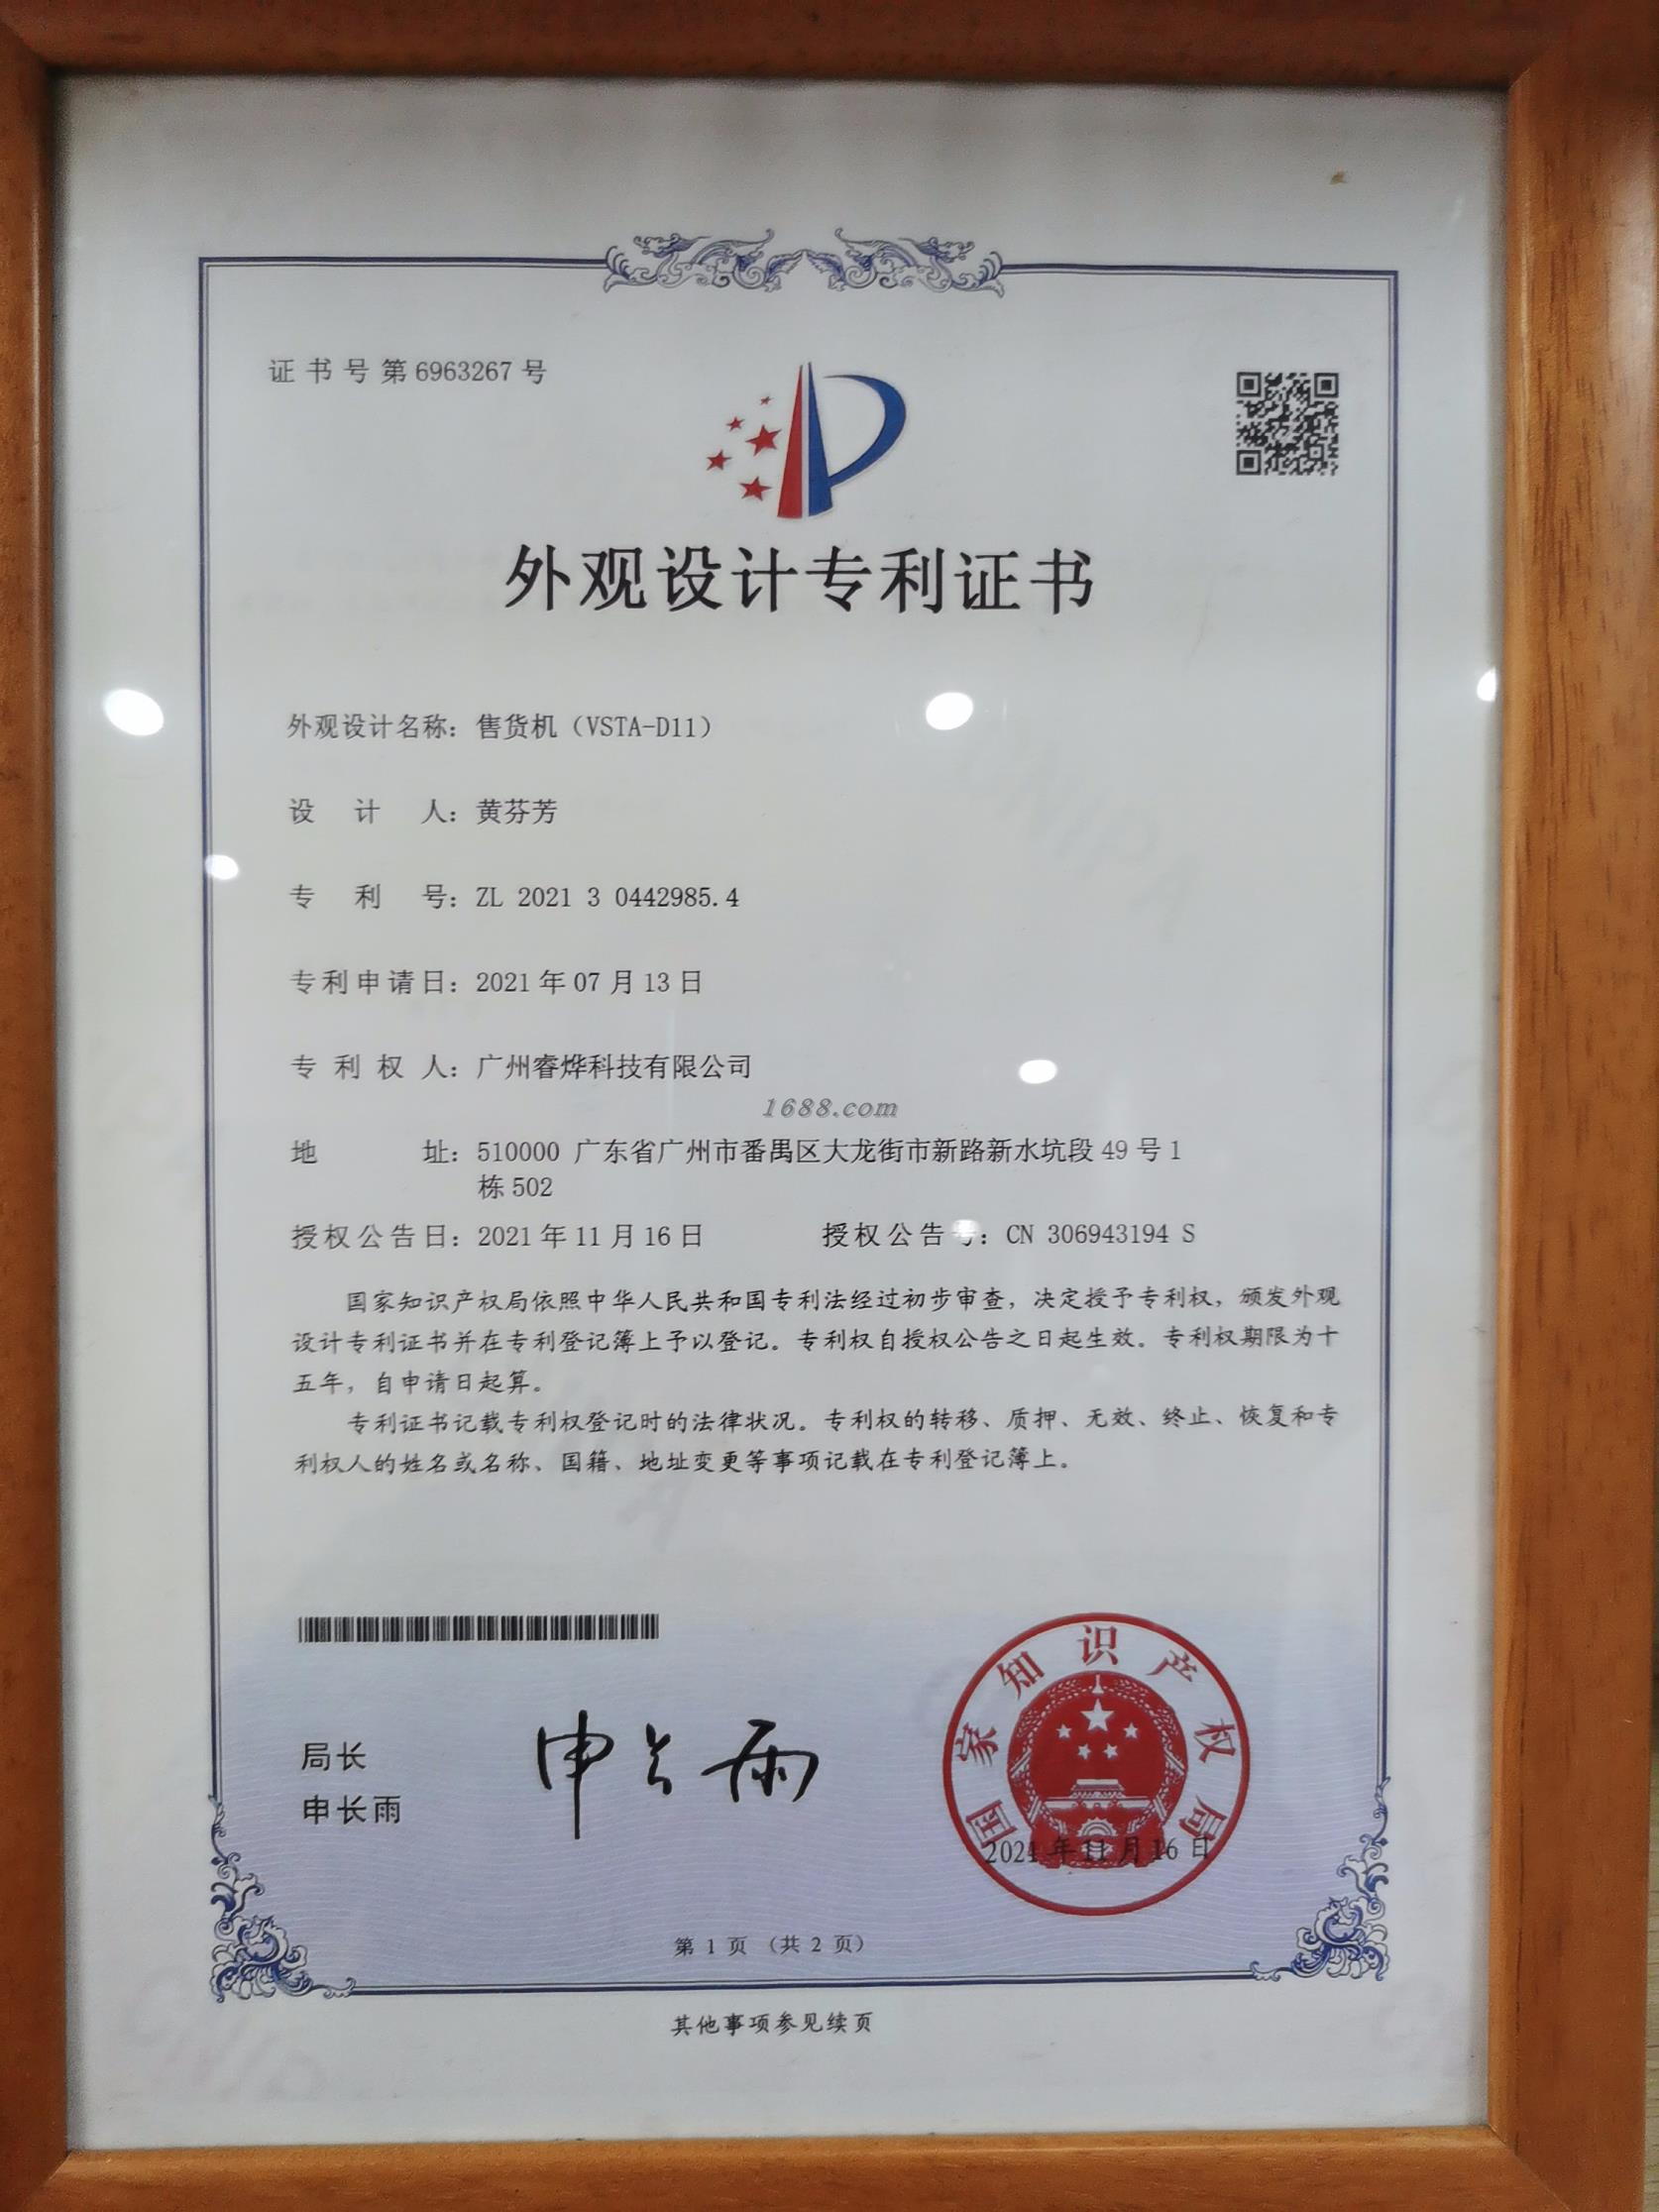 证书号第6963267号
外观设计专利证书
外观设计名称：售货机（VSTA-D11）
设计人：黄芬芳
专利号：ZL 2021 3 0442985.4
专利申请日：2021年07月13日
专利权人：广州睿烨科技有限公司
1688.com
地址：510000 广东省广州市番禺区大龙街市新路新水坑段49号1
栋502
授权公告日：2021年11月16日 授权公告号：CN 306943194 S
国家知识产权局依照中华人民共和国专利法经过初步审查，决定授予专利权，颁发外观
设计专利证书并在专利登记簿上予以登记。专利权自授权公告之日起生效。专利权期限为十
五年，自申请日起算。
专利证书记载专利权登记时的法律状况。专利权的转移、质押、无效、终止、恢复和专
利权人的姓名或名称、国籍、地址变更等事项记载在专利登记簿上。
局长
申长雨
申长雨
国家知识产权局
2021年11月16日
第1页（共2页）
其他事项参见续页